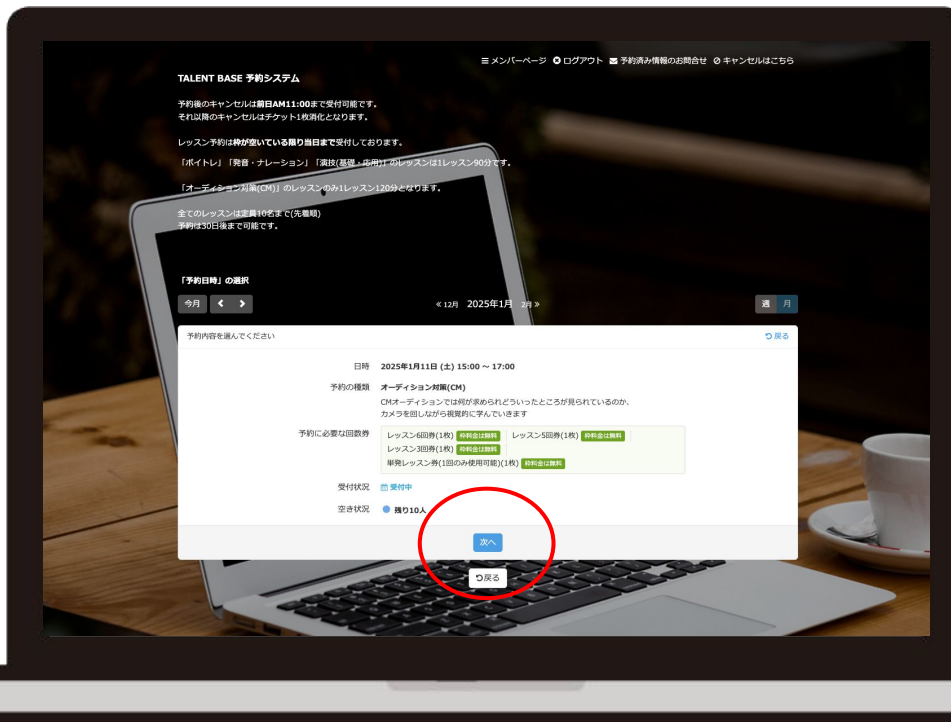 メンバーページ ログアウト 予約済み情報のお問合せ キャンセルはこちら
TALENT BASE 予約システム
予約後のキャンセルは前日AM11:00まで受付可能です。
それ以降のキャンセルはチケット1枚消化となります。
レッスン予約は枠が空いている限り当日まで受付しております。
「ボイトレ」「発音・ナレーション」「演技(基礎・応用)」のレッスンは1レッスン90分です。
「オーディション対策(CM)」のレッスンのみ1レッスン120分となります。
全てのレッスンは定員10名まで(先着順)
予約は30日後まで可能です。
「予約日時」の選択
今月 « 12月 2025年1月 2月 » 週 月
予約内容を選んでください 戻る
日時 2025年1月11日 (土) 15:00 ～ 17:00
予約の種類 オーディション対策(CM)
CMオーディションでは何が求められどういったところが見られているのか、
カメラを回しながら視覚的に学んでいきます
予約に必要な回数券 レッスン6回券(1枚) 枠料金は無料 レッスン5回券(1枚) 枠料金は無料
レッスン3回券(1枚) 枠料金は無料
単発レッスン券(1回のみ使用可能)(1枚) 枠料金は無料
受付状況 受付中
空き状況 残り10人
次へ
戻る